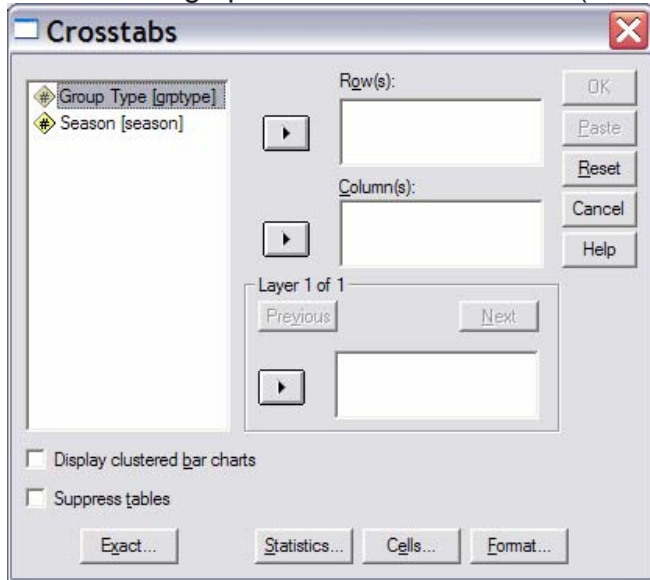 Crosstabs
Group Type [grptype]
Season [season]
Row(s):
Column(s):
Layer 1 of 1
Previous
Next
OK
Paste
Reset
Cancel
Help
Display clustered bar charts
Suppress tables
Exact...
Statistics...
Cells...
Format...